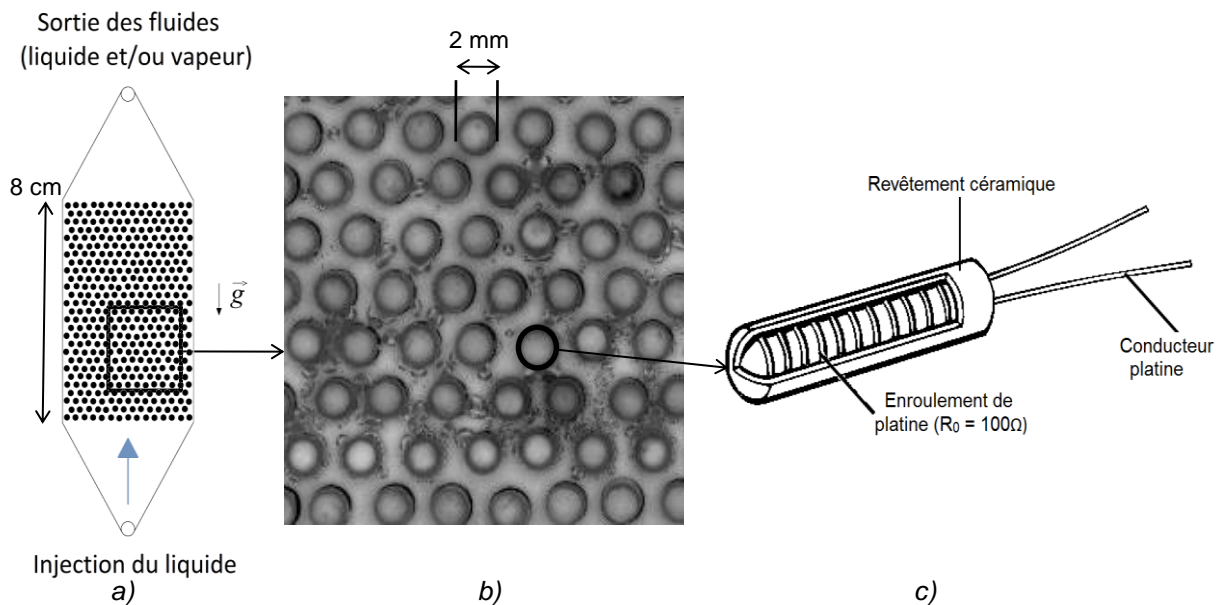 Sortie des fluides
(liquide et/ou vapeur)
8 cm
g
Injection du liquide
a)
2 mm
b)
Revêtement céramique
Conducteur
platine
Enroulement de
platine (R₀ = 100Ω)
c)